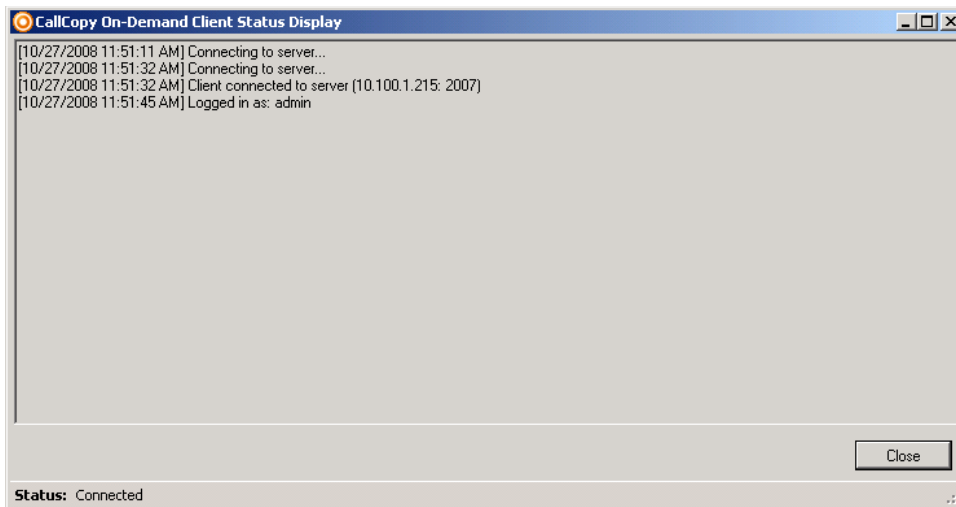 CallCopy On-Demand Client Status Display
[10/27/2008 11:51:11 AM] Connecting to server...
[10/27/2008 11:51:32 AM] Connecting to server...
[10/27/2008 11:51:32 AM] Client connected to server (10.100.1.215: 2007)
[10/27/2008 11:51:45 AM] Logged in as: admin
Close
Status: Connected